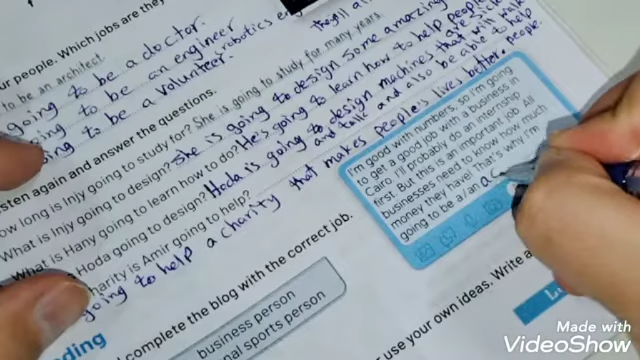 ur people. Which jobs are they
they'll a
to be an architect.
going to be a doctor.
ing to be an engineer
robotics en
ing to be a volunteer.
sten again and answer the questions.
ow long is Injy going to study for? She is going to study for many years.
What is Injy going to design? she is going to design some amazing
What is Hany going to learn how to do? He's going to learn how to help people
Hoda going to design? Hoda is going to design machines that will walk
and talk and also be able to help
harity is Amir going to help? people.
going to help a charity that makes people's lives better.
I'm good with numbers, so I'm going
to get a good job with a business in
Cairo. I'll probably do an internship
first. But this is an important job. All
businesses need to know how much
money they have! That's why I'm
going to be a/an ac
ding
complete the blog with the correct job.
business person
nal sports person
r use your own ideas. Write a
Made with
VideoShow